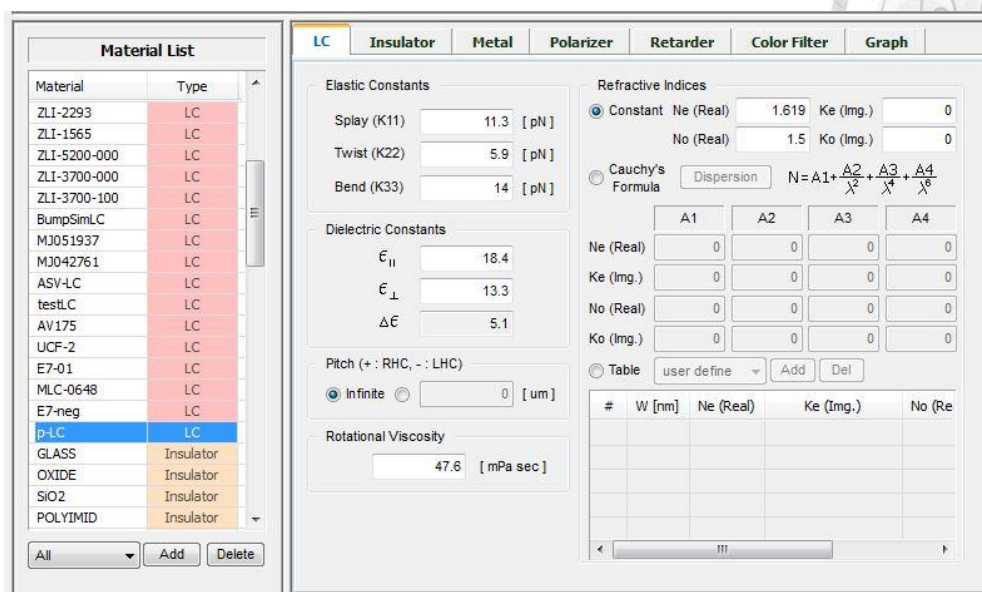 Material List
Material Type
ZLI-2293 LC
ZLI-1565 LC
ZLI-5200-000 LC
ZLI-3700-000 LC
ZLI-3700-100 LC
BumpSimLC LC
MJ051937 LC
MJ042761 LC
ASV-LC LC
testLC LC
AV175 LC
UCF-2 LC
E7-01 LC
MLC-0648 LC
E7-neg LC
p-LC LC
GLASS Insulator
OXIDE Insulator
SiO2 Insulator
POLYIMID Insulator
All Add Delete
LC Insulator Metal Polarizer Retarder Color Filter Graph
Elastic Constants
Splay (K11) 11.3 [ pN ]
Twist (K22) 5.9 [ pN ]
Bend (K33) 14 [ pN ]
Dielectric Constants
ϵ|| 18.4
ϵ⊥ 13.3
Δϵ 5.1
Pitch (+ : RHC, - : LHC)
Infinite 0 [ um ]
Rotational Viscosity
47.6 [ mPa sec ]
Refractive Indices
Constant Ne (Real) 1.619 Ke (Img.) 0
No (Real) 1.5 Ko (Img.) 0
Cauchy's Formula Dispersion N=A1+A2/λ²+A3/λ⁴+A4/λ⁶
A1 A2 A3 A4
Ne (Real) 0 0 0 0
Ke (Img.) 0 0 0 0
No (Real) 0 0 0 0
Ko (Img.) 0 0 0 0
Table user define Add Del
# W [nm] Ne (Real) Ke (Img.) No (Re